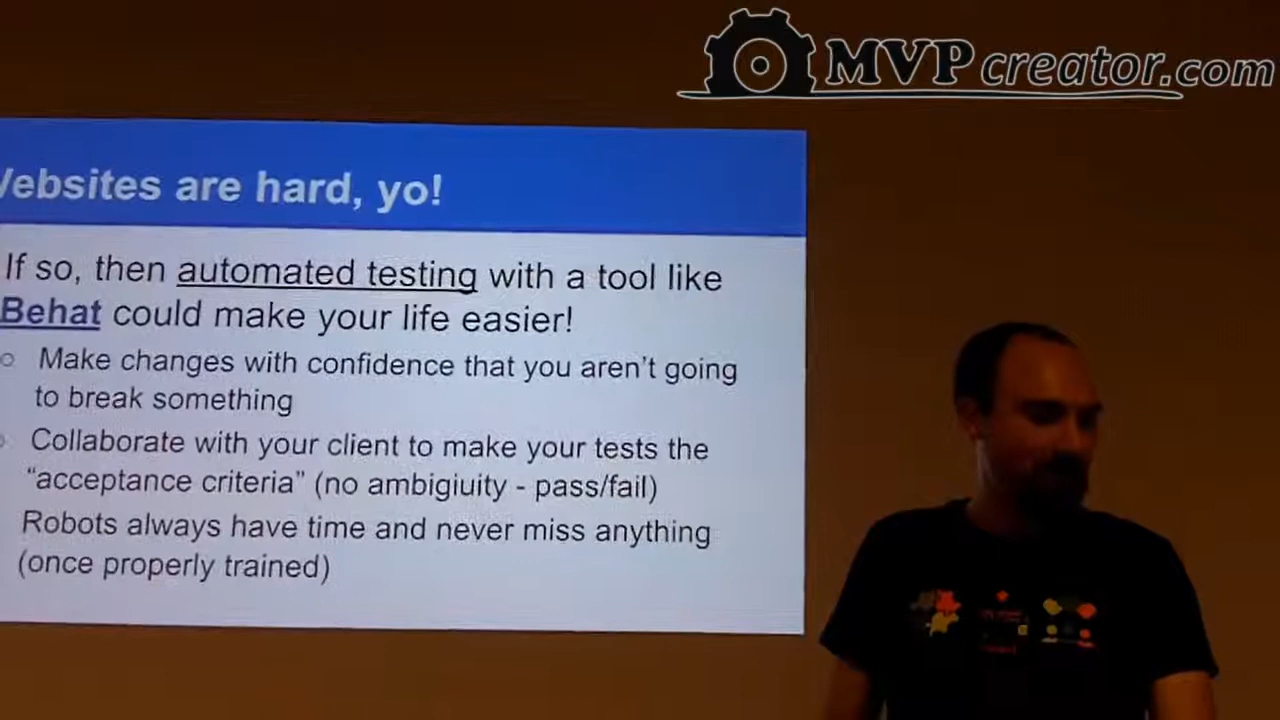 MVPcreator.com
Websites are hard, yo!
If so, then automated testing with a tool like
Behat could make your life easier!
Make changes with confidence that you aren't going
to break something
Collaborate with your client to make your tests the
"acceptance criteria" (no ambigiuity - pass/fail)
Robots always have time and never miss anything
(once properly trained)